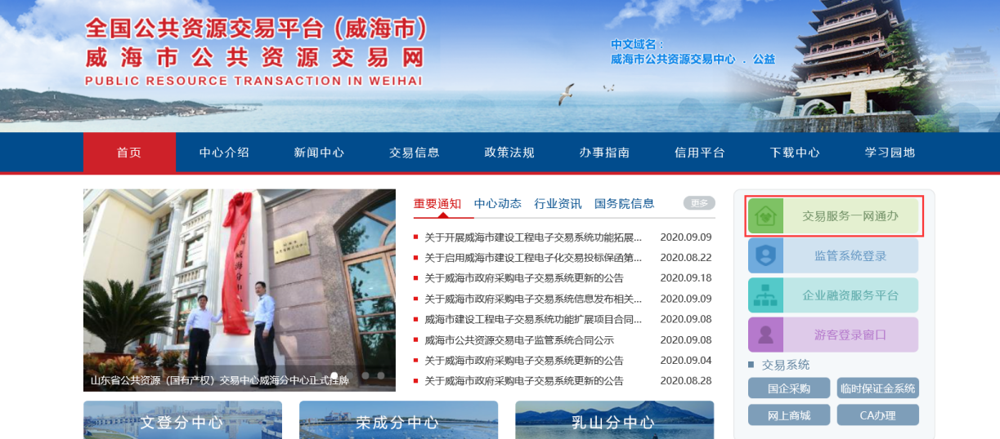 全国公共资源交易平台（威海市）
威海市公共资源交易网
PUBLIC RESOURCE TRANSACTION IN WEIHAI
中文域名：
威海市公共资源交易中心 ．公益
首页 中心介绍 新闻中心 交易信息 政策法规 办事指南 信用平台 下载中心 学习园地
山东省公共资源（国有产权）交易中心威海分中心正式挂牌
重要通知 中心动态 行业资讯 国务院信息 更多
关于开展威海市建设工程电子交易系统功能拓展... 2020.09.09
关于启用威海市建设工程电子化交易投标保函第... 2020.08.22
关于威海市政府采购电子交易系统更新的公告 2020.09.18
关于威海市政府采购电子交易系统信息发布相关... 2020.09.09
威海市建设工程电子交易系统功能扩展项目合同... 2020.09.08
威海市公共资源交易电子监管系统合同公示 2020.09.08
关于威海市政府采购电子交易系统更新的公告 2020.09.04
关于威海市政府采购电子交易系统更新的公告 2020.08.28
交易服务一网通办
监管系统登录
企业融资服务平台
游客登录窗口
交易系统
国企采购 临时保证金系统
网上商城 CA办理
文登分中心 荣成分中心 乳山分中心